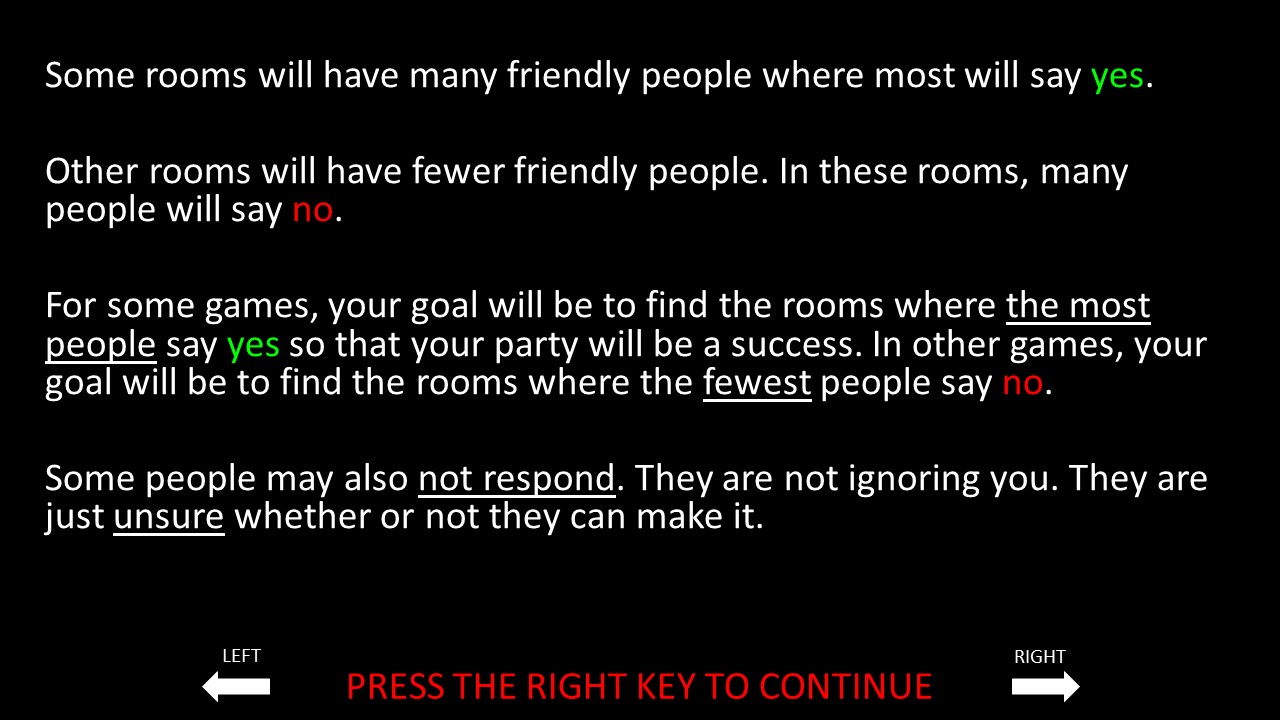 Some rooms will have many friendly people where most will say yes.
Other rooms will have fewer friendly people. In these rooms, many
people will say no.
For some games, your goal will be to find the rooms where the most
people say yes so that your party will be a success. In other games, your
goal will be to find the rooms where the fewest people say no.
Some people may also not respond. They are not ignoring you. They are
just unsure whether or not they can make it.
LEFT
RIGHT
PRESS THE RIGHT KEY TO CONTINUE